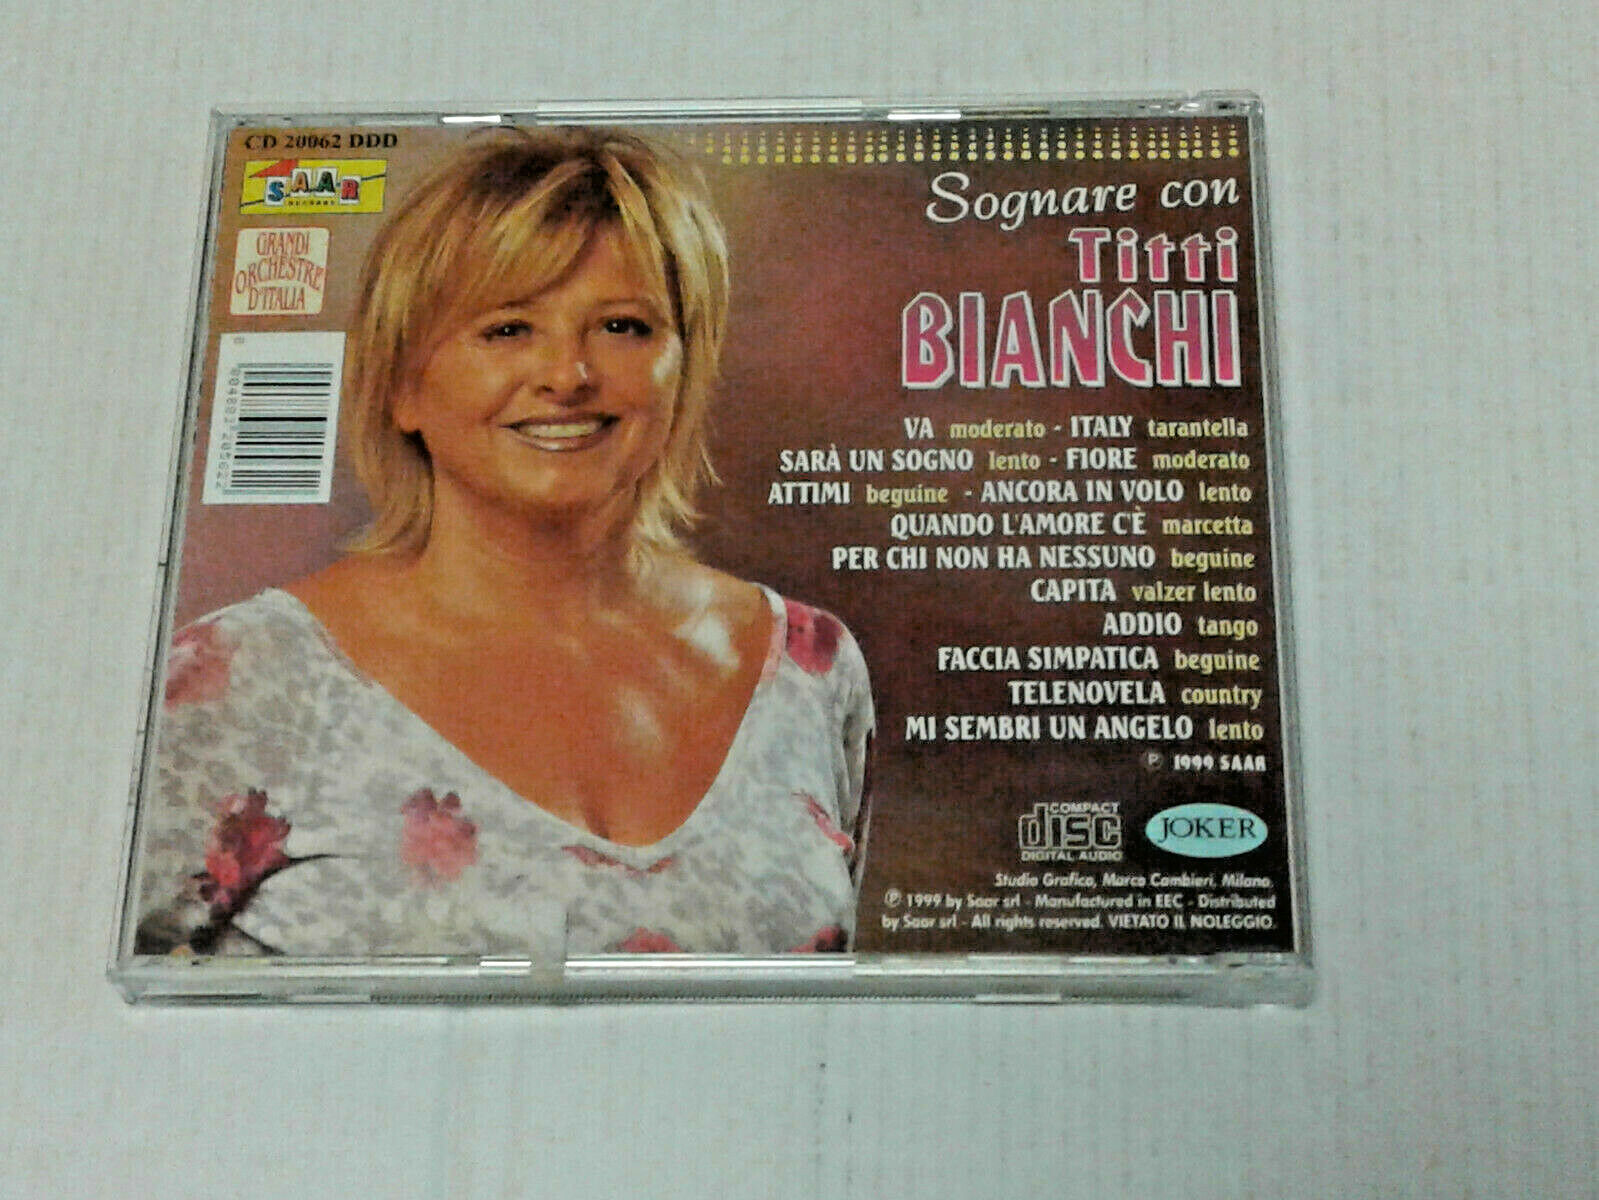 CD 20062 DDD
S.A.A.R
RECORDS
GRANDI
ORCHESTRE
D'ITALIA
Sognare con
Titti
BIANCHI
VA moderato - ITALY tarantella
SARÀ UN SOGNO lento - FIORE moderato
ATTIMI beguine - ANCORA IN VOLO lento
QUANDO L'AMORE C'È marcetta
PER CHI NON HA NESSUNO beguine
CAPITA valzer lento
ADDIO tango
FACCIA SIMPATICA beguine
TELENOVELA country
MI SEMBRI UN ANGELO lento
℗ 1999 SAAR
COMPACT
disc
DIGITAL AUDIO
JOKER
Studio Grafico, Marco Cambieri, Milano.
℗ 1999 by Saar srl - Manufactured in EEC - Distributed
by Saar srl - All rights reserved. VIETATO IL NOLEGGIO.